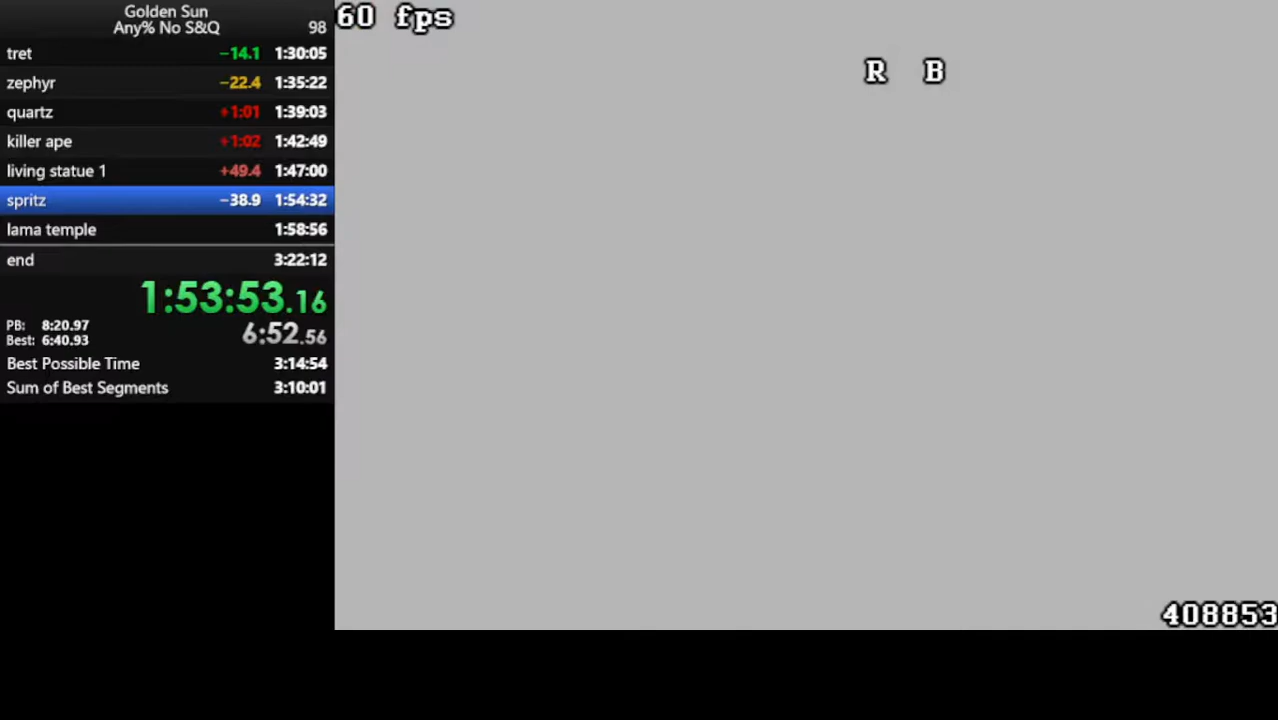 Golden Sun
Any% No S&Q 98
tret −14.1 1:30:05
zephyr −22.4 1:35:22
quartz +1:01 1:39:03
killer ape +1:02 1:42:49
living statue 1 +49.4 1:47:00
spritz −38.9 1:54:32
lama temple 1:58:56
end 3:22:12
1:53:53.16
PB: 8:20.97
Best: 6:40.93
6:52.56
Best Possible Time 3:14:54
Sum of Best Segments 3:10:01
60 fps
R B
408853